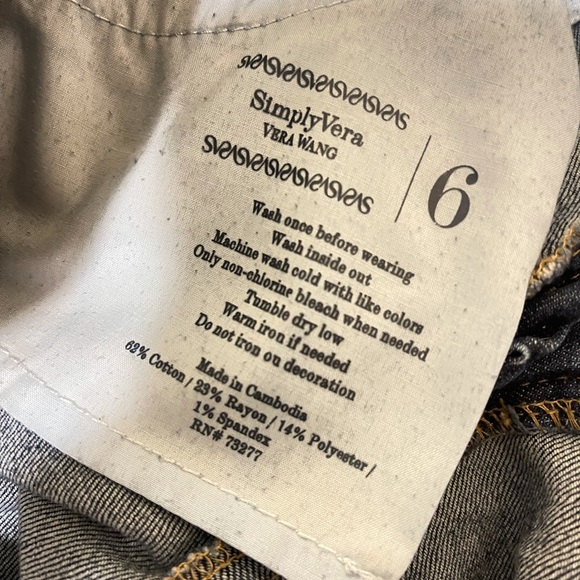 SimplyVera
VERA WANG
6
Wash once before wearing
Wash inside out
Machine wash cold with like colors
Only non-chlorine bleach when needed
Tumble dry low
Warm iron if needed
Do not iron on decoration
Made in Cambodia
62% Cotton / 23% Rayon / 14% Polyester /
1% Spandex
RN# 73277